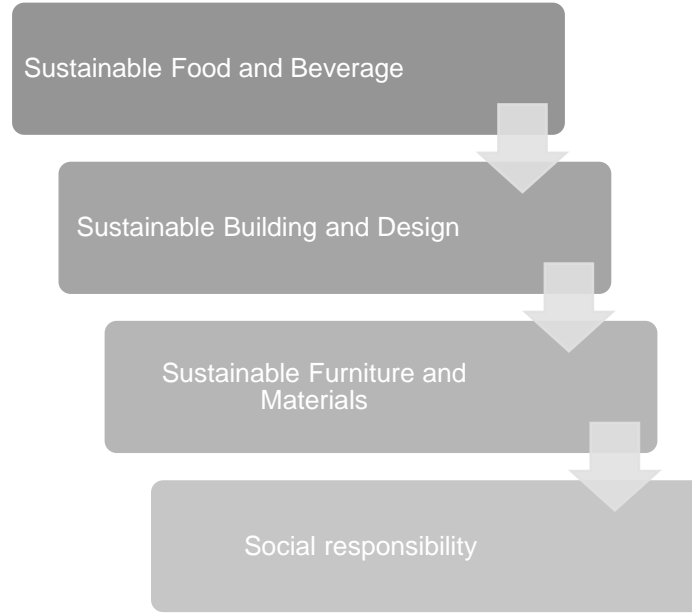 Sustainable Food and Beverage
Sustainable Building and Design
Sustainable Furniture and
Materials
Social responsibility